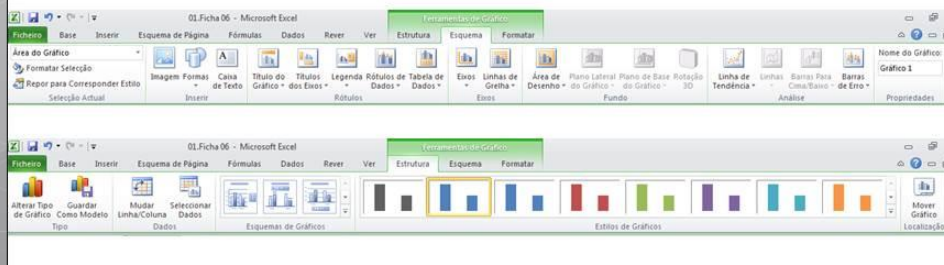 01.Ficha 06 - Microsoft Excel Ferramentas de Gráfico
Ficheiro Base Inserir Esquema de Página Fórmulas Dados Rever Ver Estrutura Esquema Formatar
Área do Gráfico
Formatar Selecção
Repor para Corresponder Estilo
Selecção Actual
Imagem Formas Caixa de Texto
Inserir
Título do Gráfico Títulos dos Eixos Legenda Rótulos de Dados Tabela de Dados
Rótulos
Eixos Linhas de Grelha
Eixos
Área de Desenho Plano Lateral do Gráfico Plano de Base do Gráfico Rotação 3D
Fundo
Linha de Tendência Linhas Barras Para Cima/Baixo Barras de Erro
Análise
Nome do Gráfico:
Gráfico 1
Propriedades
01.Ficha 06 - Microsoft Excel Ferramentas de Gráfico
Ficheiro Base Inserir Esquema de Página Fórmulas Dados Rever Ver Estrutura Esquema Formatar
Alterar Tipo de Gráfico Guardar Como Modelo
Tipo
Mudar Linha/Coluna Seleccionar Dados
Dados
Esquemas de Gráficos
Estilos de Gráficos
Mover Gráfico
Localização